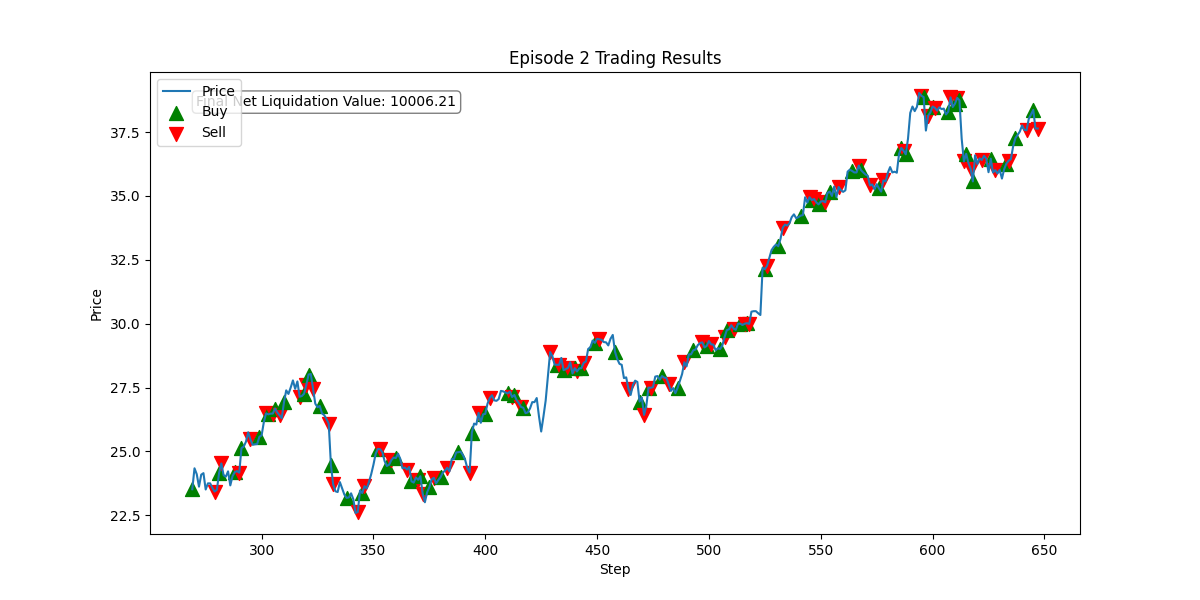 Episode 2 Trading Results
Price
Final Net Liquidation Value: 10006.21
Buy
Sell
37.5
35.0
32.5
30.0
27.5
25.0
22.5
Price
300 350 400 450 500 550 600 650
Step